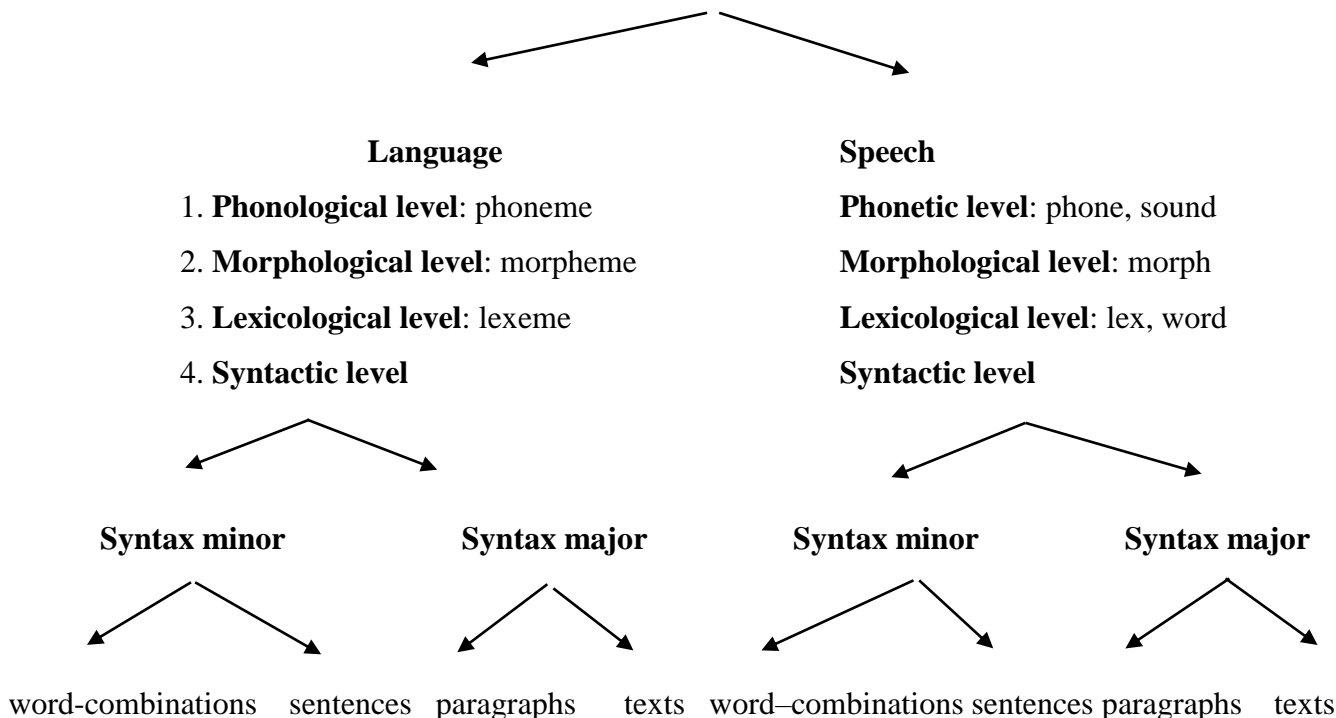 Language Speech
1. Phonological level: phoneme Phonetic level: phone, sound
2. Morphological level: morpheme Morphological level: morph
3. Lexicological level: lexeme Lexicological level: lex, word
4. Syntactic level Syntactic level
Syntax minor Syntax major Syntax minor Syntax major
word-combinations sentences paragraphs texts word–combinations sentences paragraphs texts